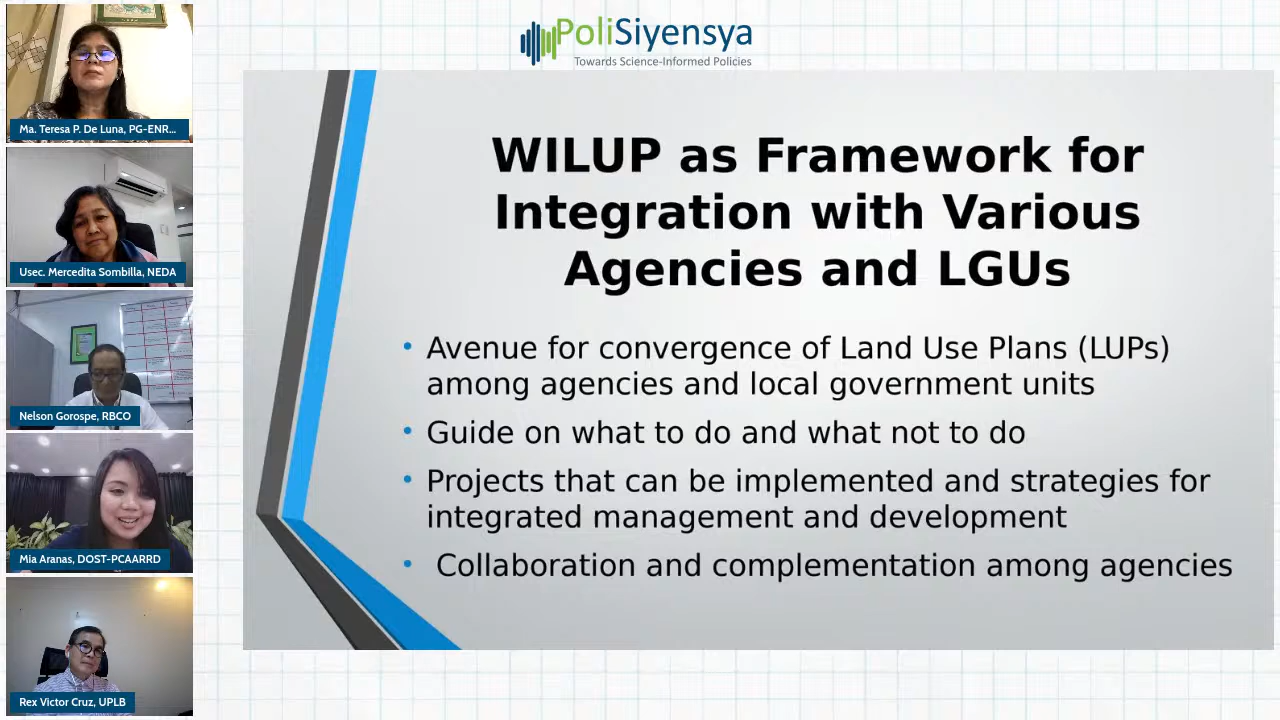 PoliSiyensya
Towards Science-Informed Policies
Ma. Teresa P. De Luna, PG-ENR...
Usec. Mercedita Sombilla, NEDA
Nelson Gorospe, RBCO
Mia Aranas, DOST-PCAARRD
Rex Victor Cruz, UPLB
WILUP as Framework for
Integration with Various
Agencies and LGUs
• Avenue for convergence of Land Use Plans (LUPs)
among agencies and local government units
• Guide on what to do and what not to do
• Projects that can be implemented and strategies for
integrated management and development
• Collaboration and complementation among agencies